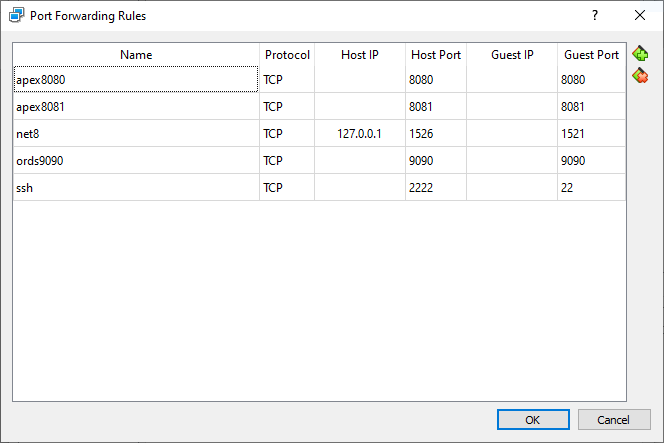 Port Forwarding Rules ?
Name Protocol Host IP Host Port Guest IP Guest Port
apex8080 TCP 8080 8080
apex8081 TCP 8081 8081
net8 TCP 127.0.0.1 1526 1521
ords9090 TCP 9090 9090
ssh TCP 2222 22
OK Cancel